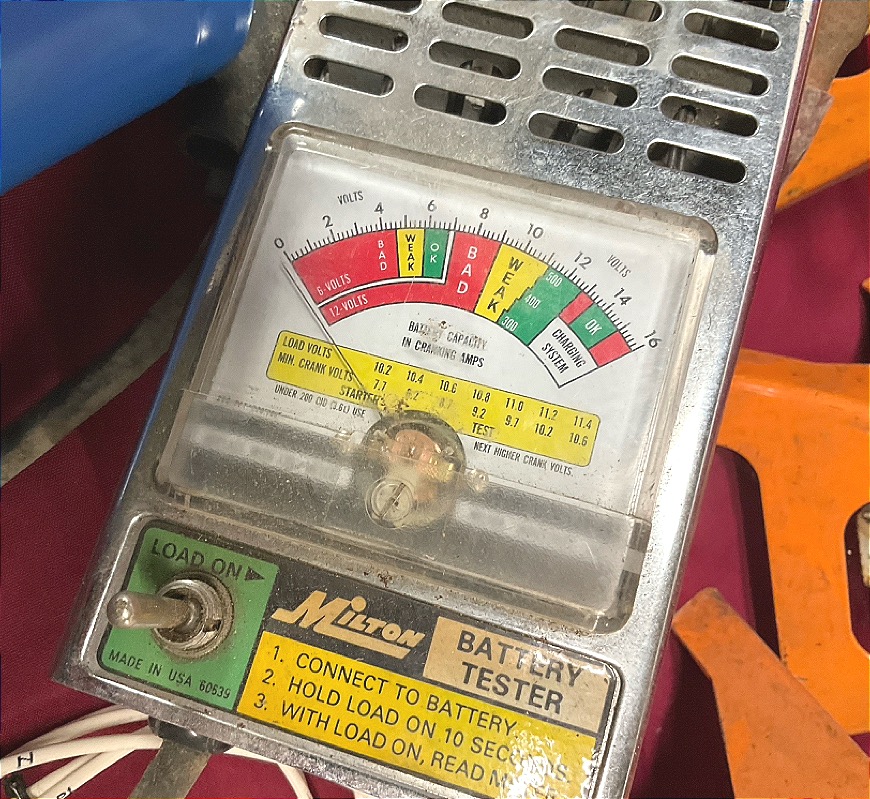 VOLTS
0 2 4 6 8 10 12 14 16
VOLTS
BAD
WEAK
OK
6-VOLTS
BAD
WEAK
500
400
300
OK
12-VOLTS
CHARGING
SYSTEM
BATTERY CAPACITY
IN CRANKING AMPS
LOAD VOLTS 10.2 10.4 10.6 10.8 11.0 11.2 11.4
MIN. CRANK VOLTS 7.7 8.2 9.2 9.7 10.2 10.6
STARTER TEST
UNDER 200 CID (3.6L) USE NEXT HIGHER CRANK VOLTS.
LOAD ON
MADE IN USA 60639
MILTON
BATTERY
TESTER
1. CONNECT TO BATTERY
2. HOLD LOAD ON 10 SECONDS.
3. WITH LOAD ON, READ